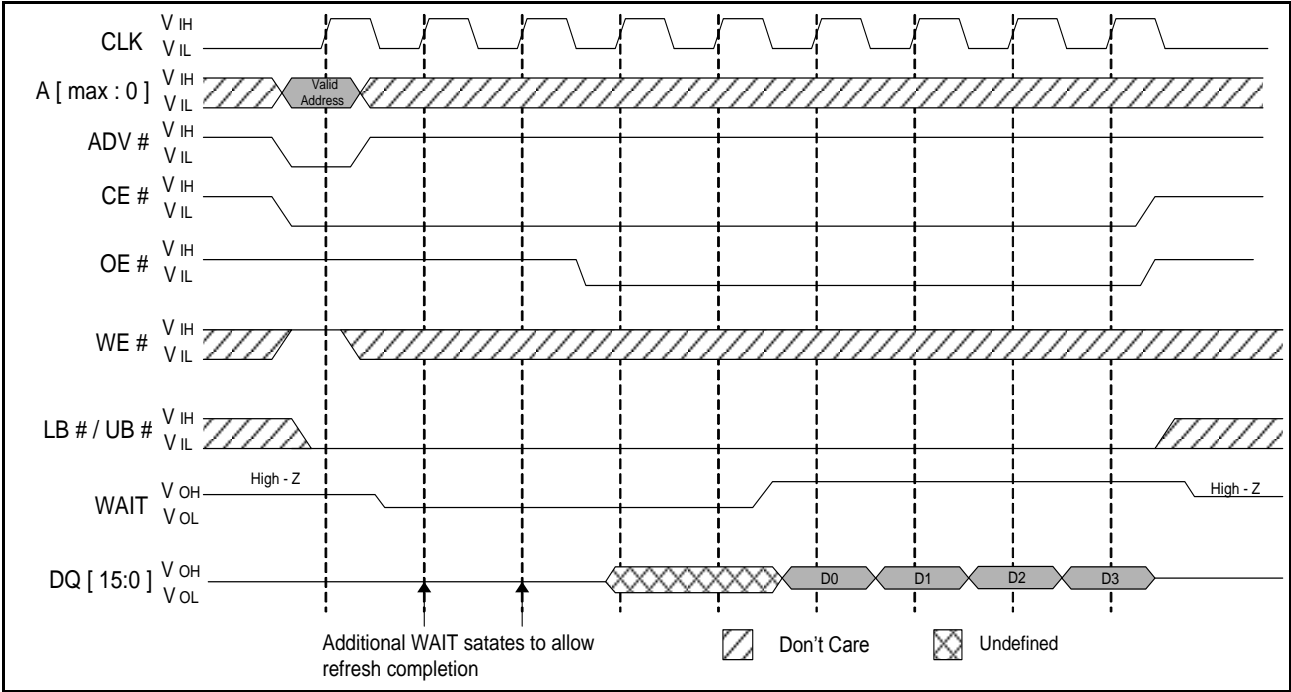 CLK V IH
V IL
A [ max : 0 ] V IH
V IL
Valid
Address
ADV # V IH
V IL
CE # V IH
V IL
OE # V IH
V IL
WE # V IH
V IL
LB # / UB # V IH
V IL
WAIT V OH
V OL
High - Z
High - Z
DQ [ 15:0 ] V OH
V OL
D0 D1 D2 D3
Additional WAIT satates to allow
refresh completion
Don't Care
Undefined